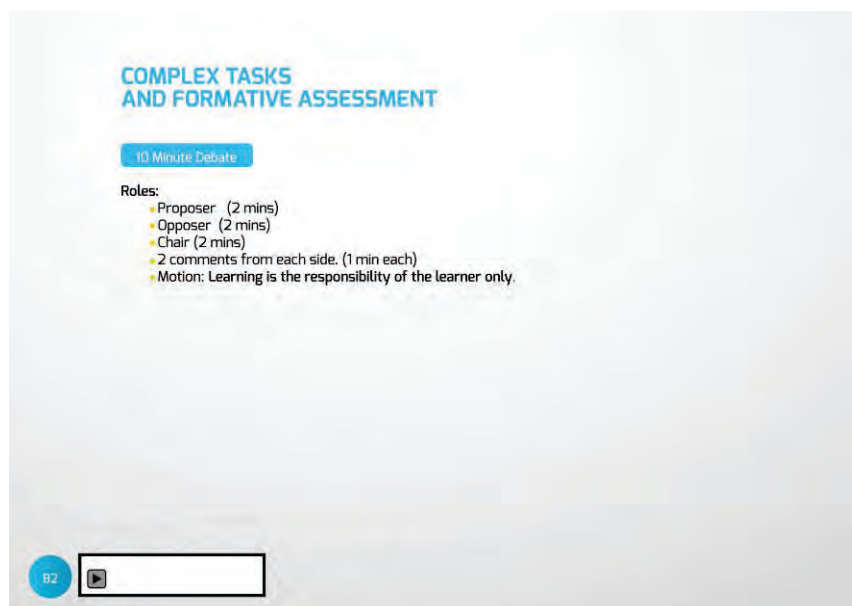 COMPLEX TASKS
AND FORMATIVE ASSESSMENT
10 Minute Debate
Roles:
• Proposer (2 mins)
• Opposer (2 mins)
• Chair (2 mins)
• 2 comments from each side. (1 min each)
• Motion: Learning is the responsibility of the learner only.
B2